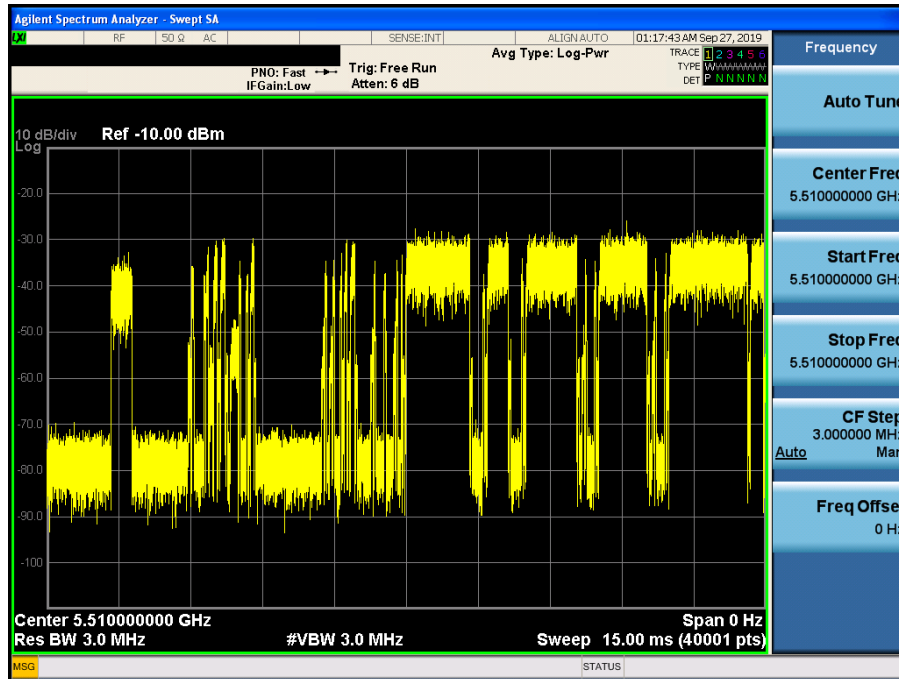 Agilent Spectrum Analyzer - Swept SA
LXI RF 50 Ω AC SENSE:INT ALIGN AUTO 01:17:43 AM Sep 27, 2019
Avg Type: Log-Pwr
TRACE 1 2 3 4 5 6
PNO: Fast Trig: Free Run
TYPE WWWWWW
IFGain:Low Atten: 6 dB
DET P N N N N N
10 dB/div Ref -10.00 dBm
Log
-20.0
-30.0
-40.0
-50.0
-60.0
-70.0
-80.0
-90.0
-100
Center 5.510000000 GHz Span 0 Hz
Res BW 3.0 MHz #VBW 3.0 MHz Sweep 15.00 ms (40001 pts)
MSG STATUS
Frequency
Auto Tune
Center Freq
5.510000000 GHz
Start Freq
5.510000000 GHz
Stop Freq
5.510000000 GHz
CF Step
3.000000 MHz
Auto Man
Freq Offset
0 Hz